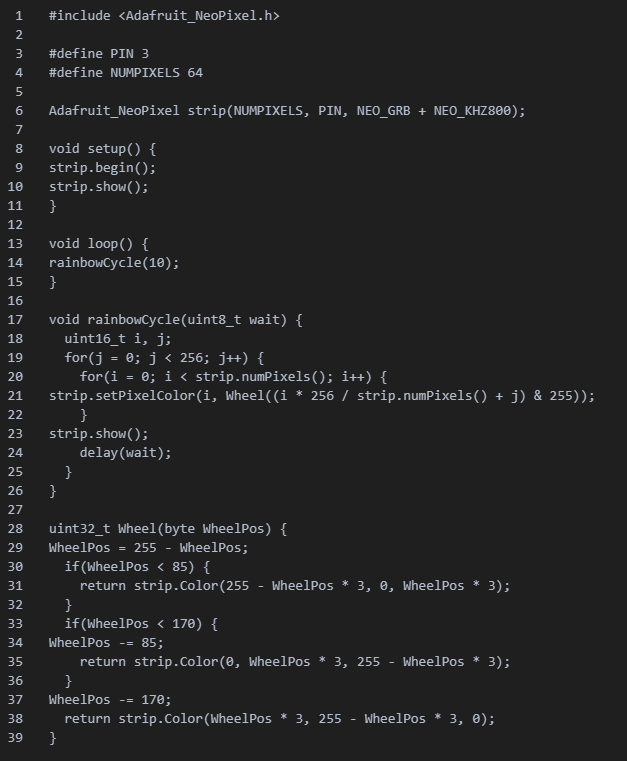 1 #include <Adafruit_NeoPixel.h>
2
3 #define PIN 3
4 #define NUMPIXELS 64
5
6 Adafruit_NeoPixel strip(NUMPIXELS, PIN, NEO_GRB + NEO_KHZ800);
7
8 void setup() {
9 strip.begin();
10 strip.show();
11 }
12
13 void loop() {
14 rainbowCycle(10);
15 }
16
17 void rainbowCycle(uint8_t wait) {
18   uint16_t i, j;
19   for(j = 0; j < 256; j++) {
20     for(i = 0; i < strip.numPixels(); i++) {
21 strip.setPixelColor(i, Wheel((i * 256 / strip.numPixels() + j) & 255));
22     }
23 strip.show();
24     delay(wait);
25   }
26 }
27
28 uint32_t Wheel(byte WheelPos) {
29 WheelPos = 255 - WheelPos;
30   if(WheelPos < 85) {
31     return strip.Color(255 - WheelPos * 3, 0, WheelPos * 3);
32   }
33   if(WheelPos < 170) {
34 WheelPos -= 85;
35     return strip.Color(0, WheelPos * 3, 255 - WheelPos * 3);
36   }
37 WheelPos -= 170;
38   return strip.Color(WheelPos * 3, 255 - WheelPos * 3, 0);
39 }